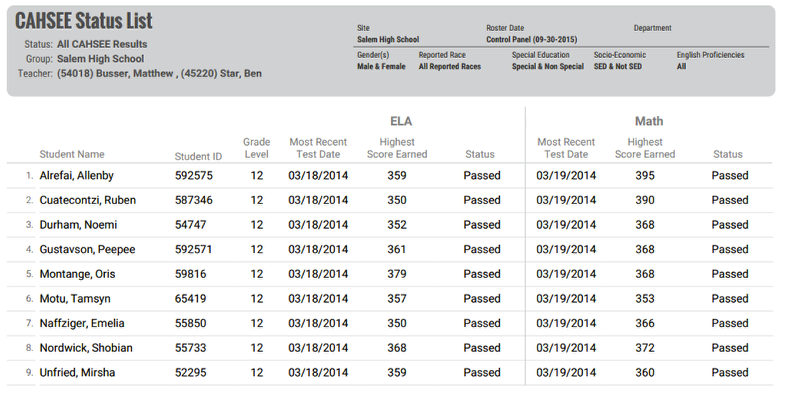 CAHSEE Status List
Status: All CAHSEE Results
Group: Salem High School
Teacher: (54018) Busser, Matthew , (45220) Star, Ben
Site Roster Date Department
Salem High School Control Panel (09-30-2015)
Gender(s) Reported Race Special Education Socio-Economic English Proficiencies
Male & Female All Reported Races Special & Non Special SED & Not SED All
ELA Math
Student Name Student ID Grade Level Most Recent Test Date Highest Score Earned Status Most Recent Test Date Highest Score Earned Status
1. Alrefai, Allenby 592575 12 03/18/2014 359 Passed 03/19/2014 395 Passed
2. Cuatecontzi, Ruben 587346 12 03/18/2014 350 Passed 03/19/2014 390 Passed
3. Durham, Noemi 54747 12 03/18/2014 352 Passed 03/19/2014 368 Passed
4. Gustavson, Peepee 592571 12 03/18/2014 361 Passed 03/19/2014 368 Passed
5. Montange, Oris 59816 12 03/18/2014 379 Passed 03/19/2014 368 Passed
6. Motu, Tamsyn 65419 12 03/18/2014 357 Passed 03/19/2014 353 Passed
7. Naffziger, Emelia 55850 12 03/18/2014 350 Passed 03/19/2014 366 Passed
8. Nordwick, Shobian 55733 12 03/18/2014 368 Passed 03/19/2014 372 Passed
9. Unfried, Mirsha 52295 12 03/18/2014 359 Passed 03/19/2014 360 Passed